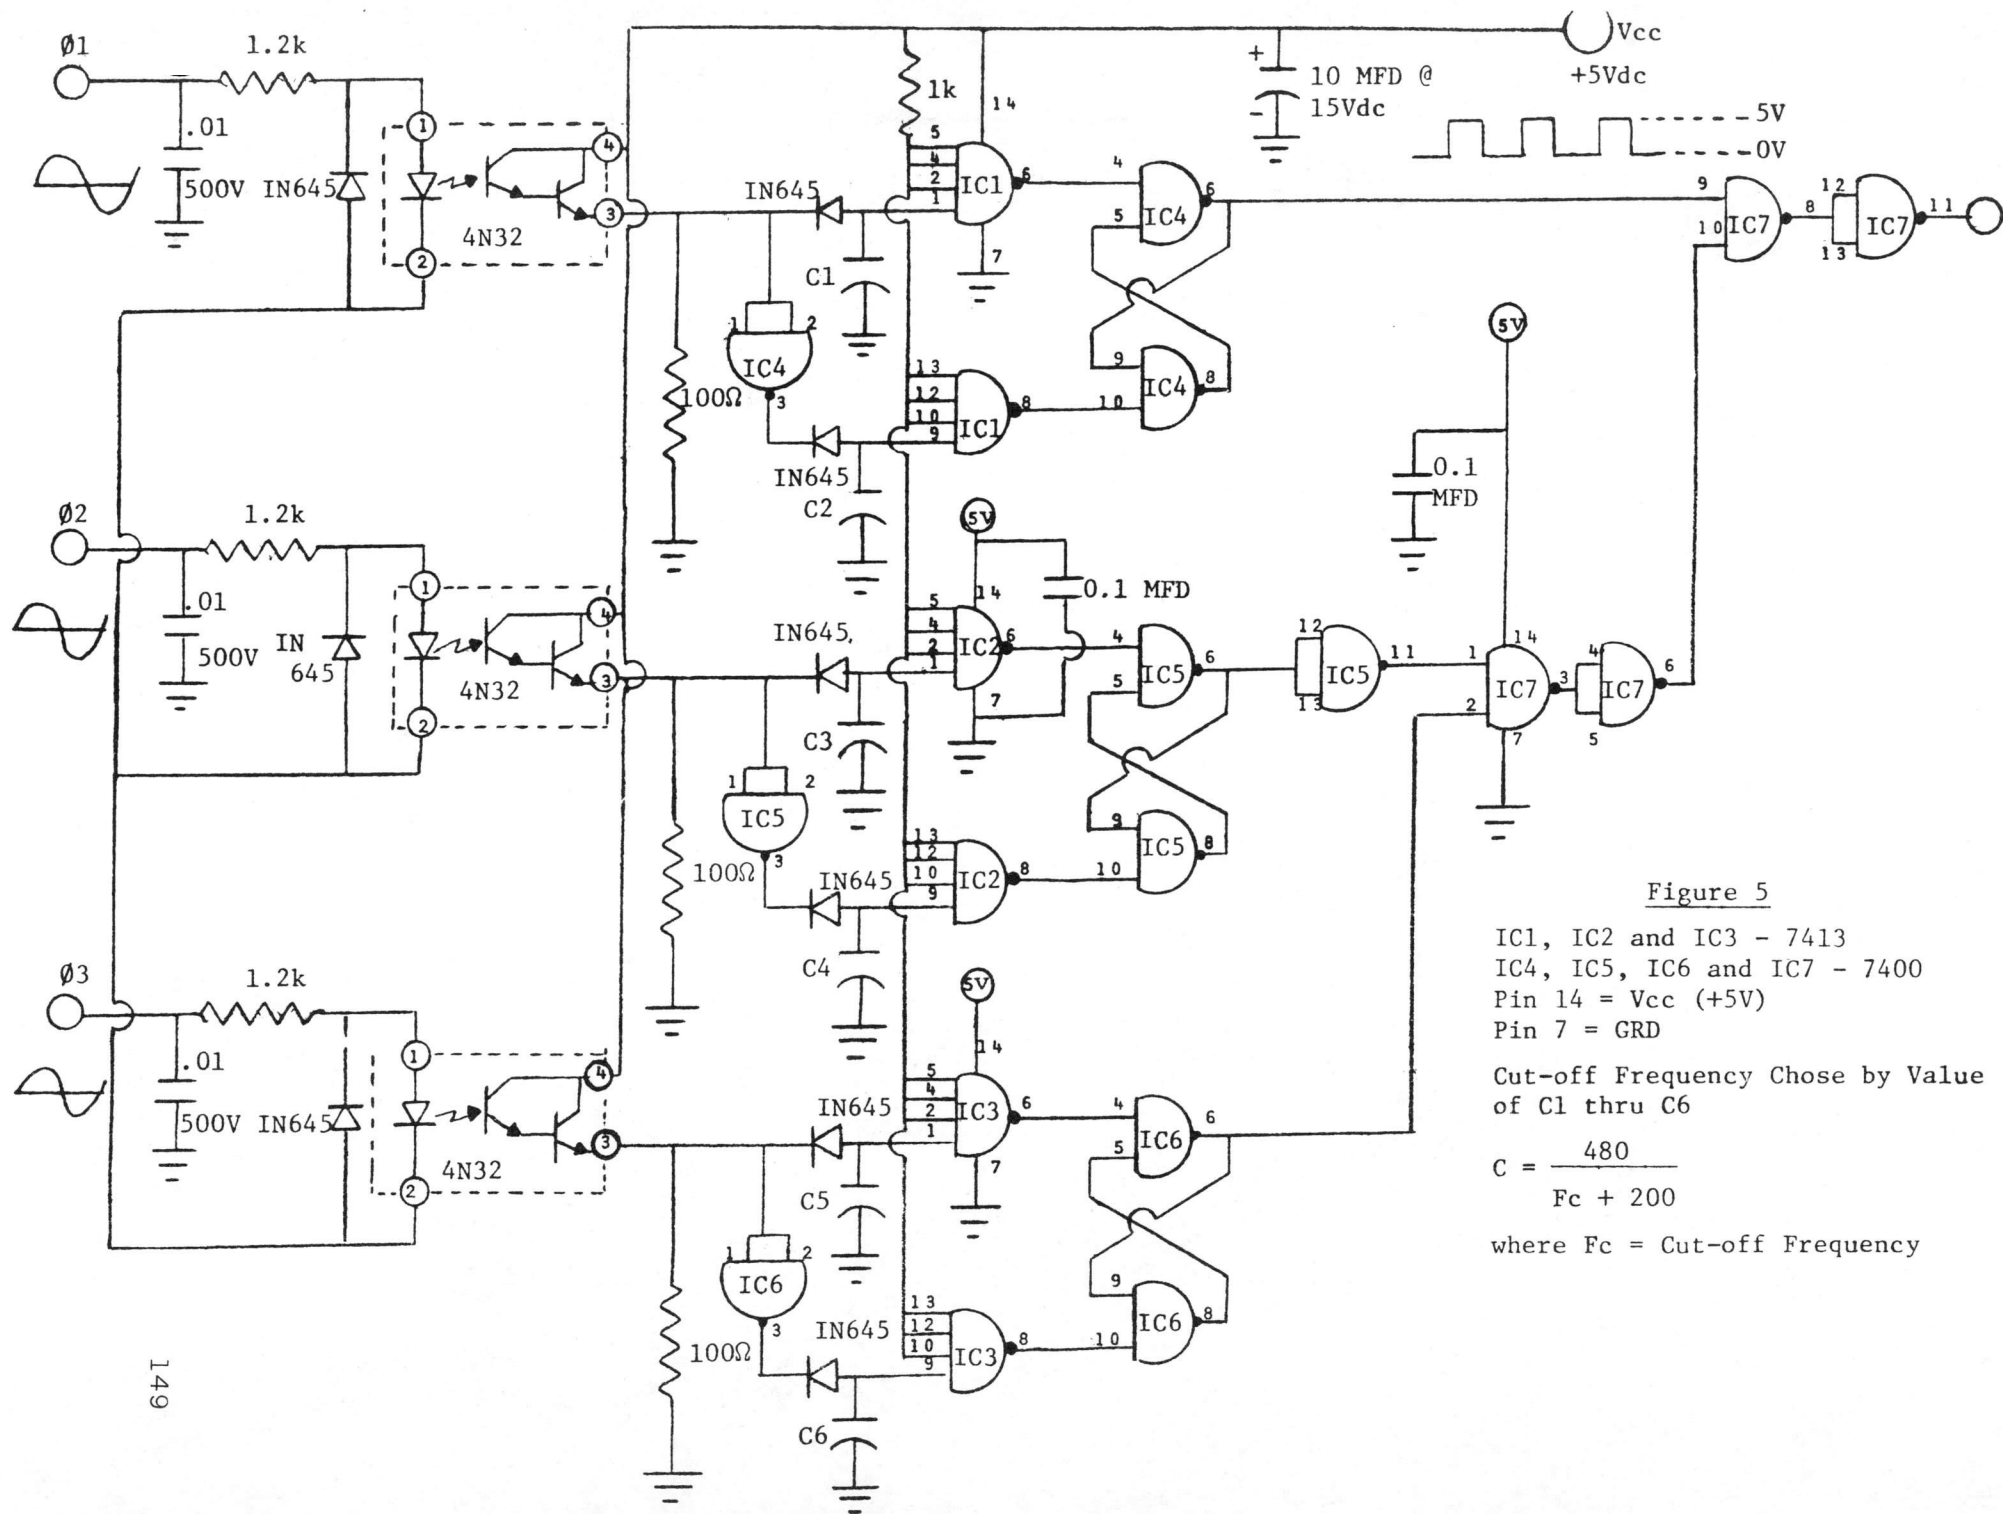 Ø1
1.2k
.01
500V
IN645
1
2
4
3
4N32
1k
14
+
-
10 MFD @
15Vdc
Vcc
+5Vdc
5V
0V
IN645
5
4
2
1
IC1
6
7
C1
4
5
IC4
6
9
10
IC7
8
12
13
IC7
11
1
2
IC4
3
100Ω
IN645
C2
13
12
10
9
IC1
8
9
10
IC4
8
5V
0.1
MFD
Ø2
1.2k
.01
500V
IN
645
1
2
4
3
4N32
IN645
5V
14
0.1 MFD
5
4
2
1
IC2
6
7
C3
4
5
IC5
6
12
13
IC5
11
1
2
14
IC7
3
7
4
5
IC7
6
1
2
IC5
3
100Ω
IN645
C4
13
12
10
9
IC2
8
9
10
IC5
8
Ø3
1.2k
.01
500V
IN645
1
2
4
3
4N32
IN645
5V
14
5
4
2
1
IC3
6
7
C5
4
5
IC6
6
1
2
IC6
3
100Ω
IN645
C6
13
12
10
9
IC3
8
9
10
IC6
8
Figure 5
IC1, IC2 and IC3 - 7413
IC4, IC5, IC6 and IC7 - 7400
Pin 14 = Vcc (+5V)
Pin 7 = GRD
Cut-off Frequency Chose by Value
of C1 thru C6
C = 480
Fc + 200
where Fc = Cut-off Frequency
149